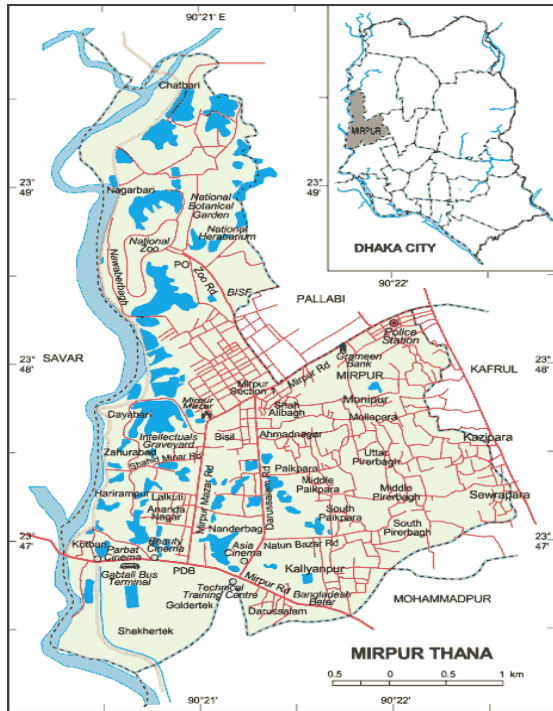 90°21' E
Chatbari
23°
49'
Nagarbari
National
Botanical
Garden
National
Herabarium
National
Zoo
PO
Zoo Rd
Nawaberbagh
BISF
MIRPUR
DHAKA CITY
23°
49'
90°22'
PALLABI
SAVAR
23°
48'
Police
Station
Grameen
Bank
Mirpur Rd
MIRPUR
KAFRUL
23°
48'
Mirpur
Section 1
Mirpur
Mazar
Shah
Alibagh
Monipur
Mollapara
Dayabari
Intellectuals
Graveyard
Bisil
Ahmadnagar
Kazipara
Zahurabad
Shahid Minar Rd
Uttar
Pirerbagh
Paikpara
Harirampur
Lalkuti
Ananda
Nagar
Mirpur Mazar Rd
Darussalam Rd
Middle
Paikpara
Middle
Pirerbagh
Sewrapara
South
Paikpara
South
Pirerbagh
Nanderbag
23°
47'
Kotbari
Parbat
Cinema
Beauty
Cinema
Asia
Cinema
Natun Bazar Rd
23°
47'
Gabtali Bus
Terminal
PDB
Kallyanpur
Technical
Training Centre
Mirpur Rd
Bangladesh
Beter
Goldertek
Darussalam
MOHAMMADPUR
Shekhertek
MIRPUR THANA
0.5 0 0.5 1 km
90°21'
90°22'